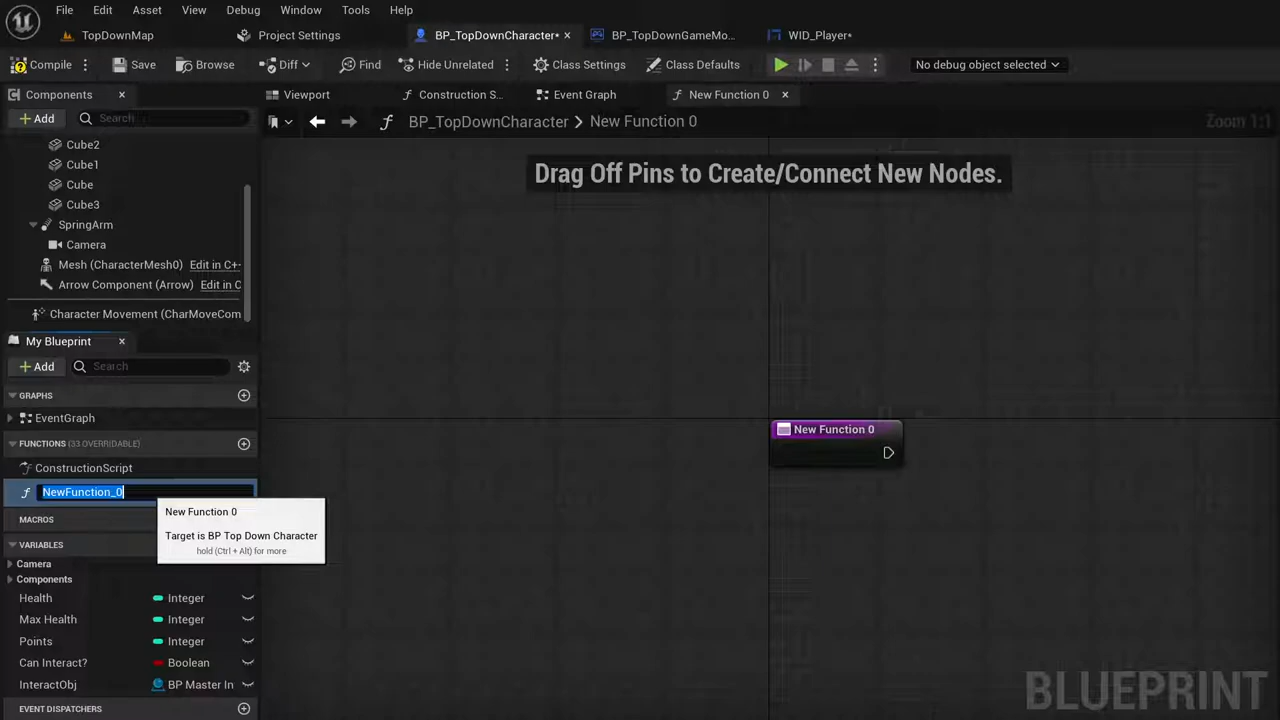 File Edit Asset View Debug Window Tools Help
TopDownMap Project Settings BP_TopDownCharacter* BP_TopDownGameMo... WID_Player*
Compile Save Browse Diff Find Hide Unrelated Class Settings Class Defaults No debug object selected
Components Viewport Construction S... Event Graph New Function 0
Add Search BP_TopDownCharacter New Function 0 Zoom 1:1
Cube2
Drag Off Pins to Create/Connect New Nodes.
Cube1
Cube
Cube3
SpringArm
Camera
Mesh (CharacterMesh0) Edit in C+
Arrow Component (Arrow) Edit in C
Character Movement (CharMoveCom
My Blueprint
Add Search
GRAPHS
EventGraph
New Function 0
FUNCTIONS (33 OVERRIDABLE)
ConstructionScript
NewFunction_0
New Function 0
MACROS
Target is BP Top Down Character
VARIABLES
hold (Ctrl + Alt) for more
Camera
Components
Health Integer
Max Health Integer
Points Integer
Can Interact? Boolean
InteractObj BP Master In
EVENT DISPATCHERS
BLUEPRINT